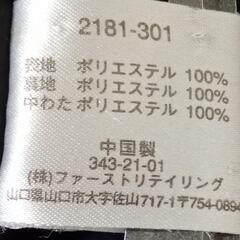 2181-301
表地 ポリエステル 100%
裏地 ポリエステル 100%
中わた ポリエステル 100%
中国製
343-21-01
(株)ファーストリテイリング
山口県山口市大字佐山717-1〒754-0894